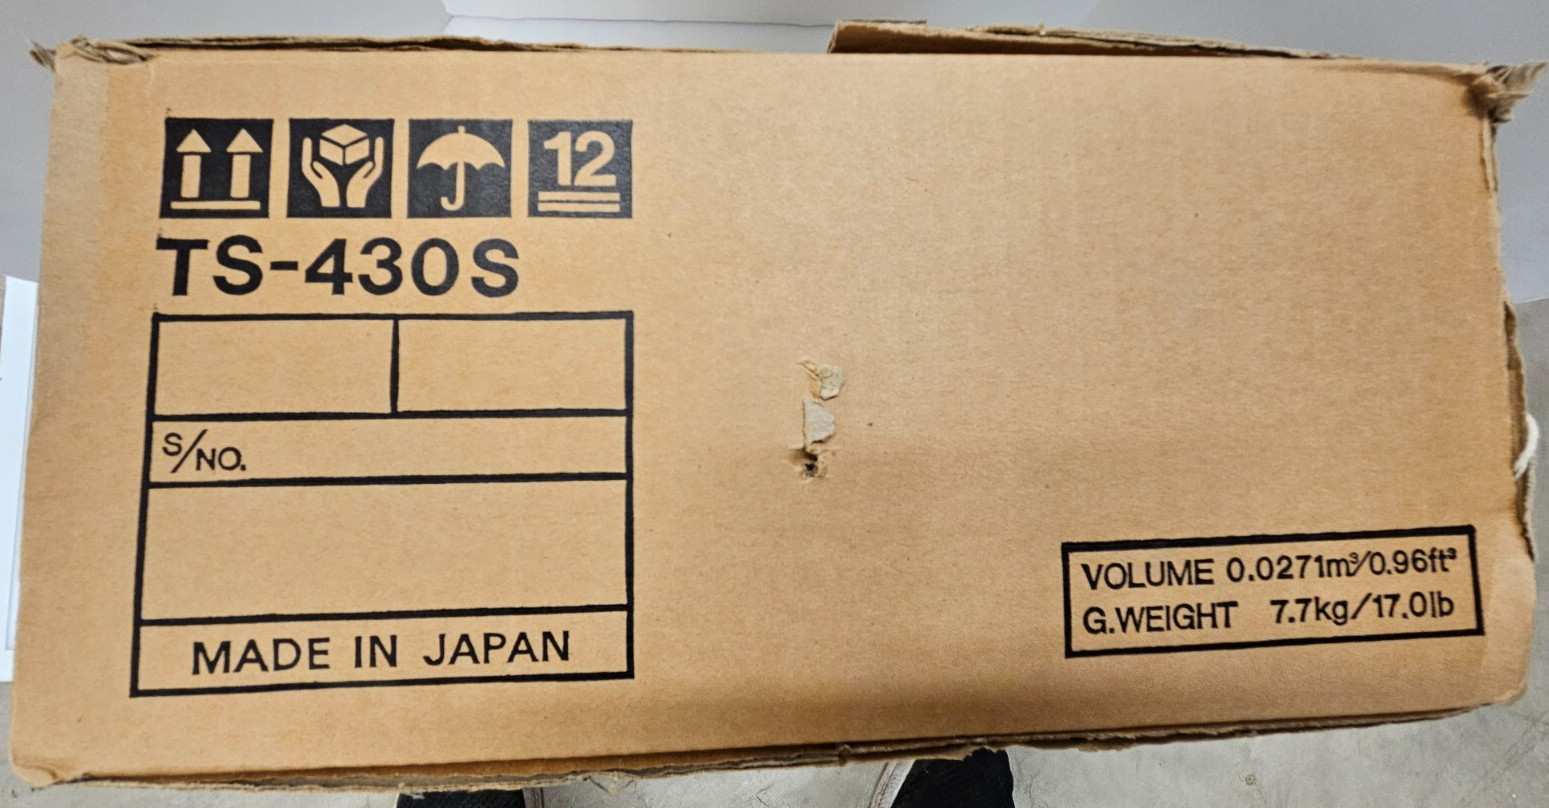 12
TS-430S
S/NO.
MADE IN JAPAN
VOLUME 0.0271m³/0.96ft³
G.WEIGHT 7.7kg/17.0lb